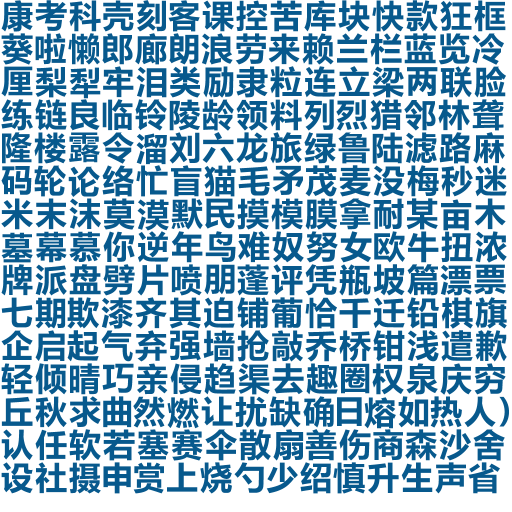 康考科壳刻客课控苦库块快款狂框
葵啦懒郎廊朗浪劳来赖兰栏蓝览冷
厘梨犁牢泪类励隶粒连立梁两联脸
练链良临铃陵龄领料列烈猎邻林聋
隆楼露令溜刘六龙旅绿鲁陆滤路麻
码轮论络忙盲猫毛矛茂麦没梅秒迷
米末沫莫漠默民摸模膜拿耐某亩木
墓幕慕你逆年鸟难奴努女欧牛扭浓
牌派盘劈片喷朋蓬评凭瓶坡篇漂票
七期欺漆齐其迫铺葡恰千迁铅棋旗
企启起气弃强墙抢敲乔桥钳浅遣歉
轻倾晴巧亲侵趋渠去趣圈权泉庆穷
丘秋求曲然燃让扰缺确日熔如热人）
认任软若塞赛伞散扇善伤商森沙舍
设社摄申赏上烧勺少绍慎升生声省